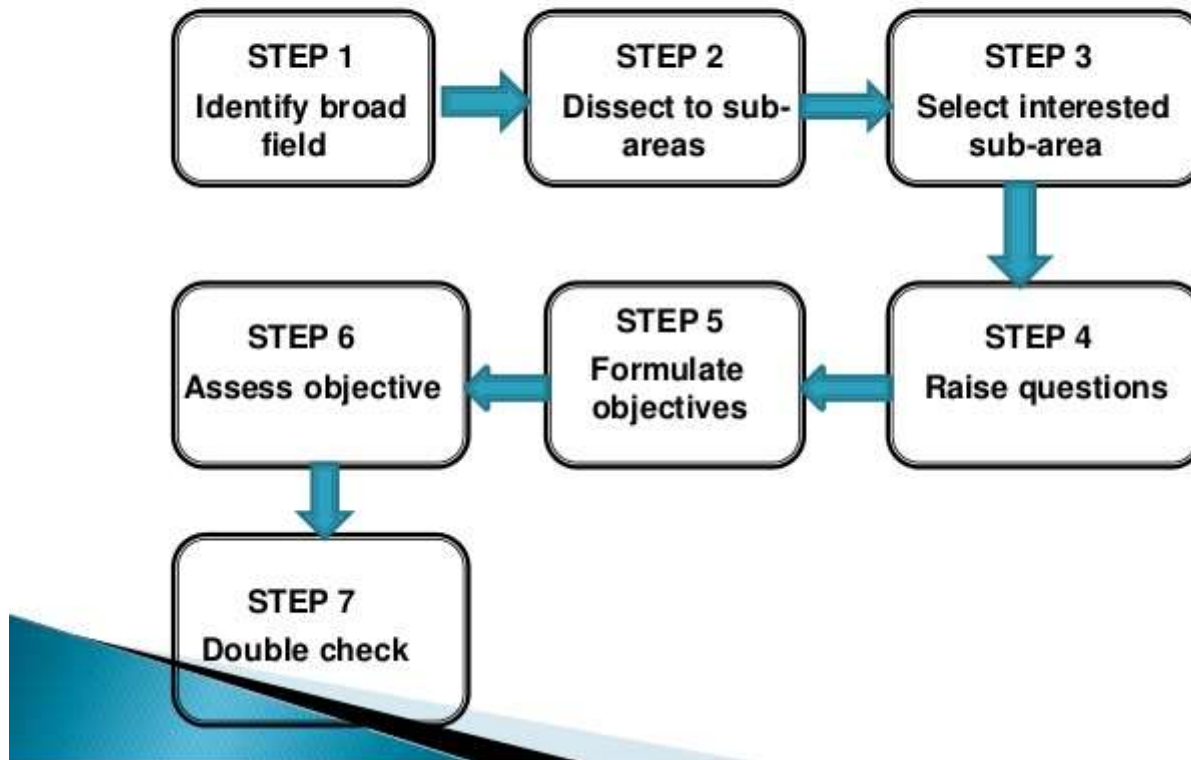 STEP 1
Identify broad
field
STEP 2
Dissect to sub-
areas
STEP 3
Select interested
sub-area
STEP 4
Raise questions
STEP 5
Formulate
objectives
STEP 6
Assess objective
STEP 7
Double check